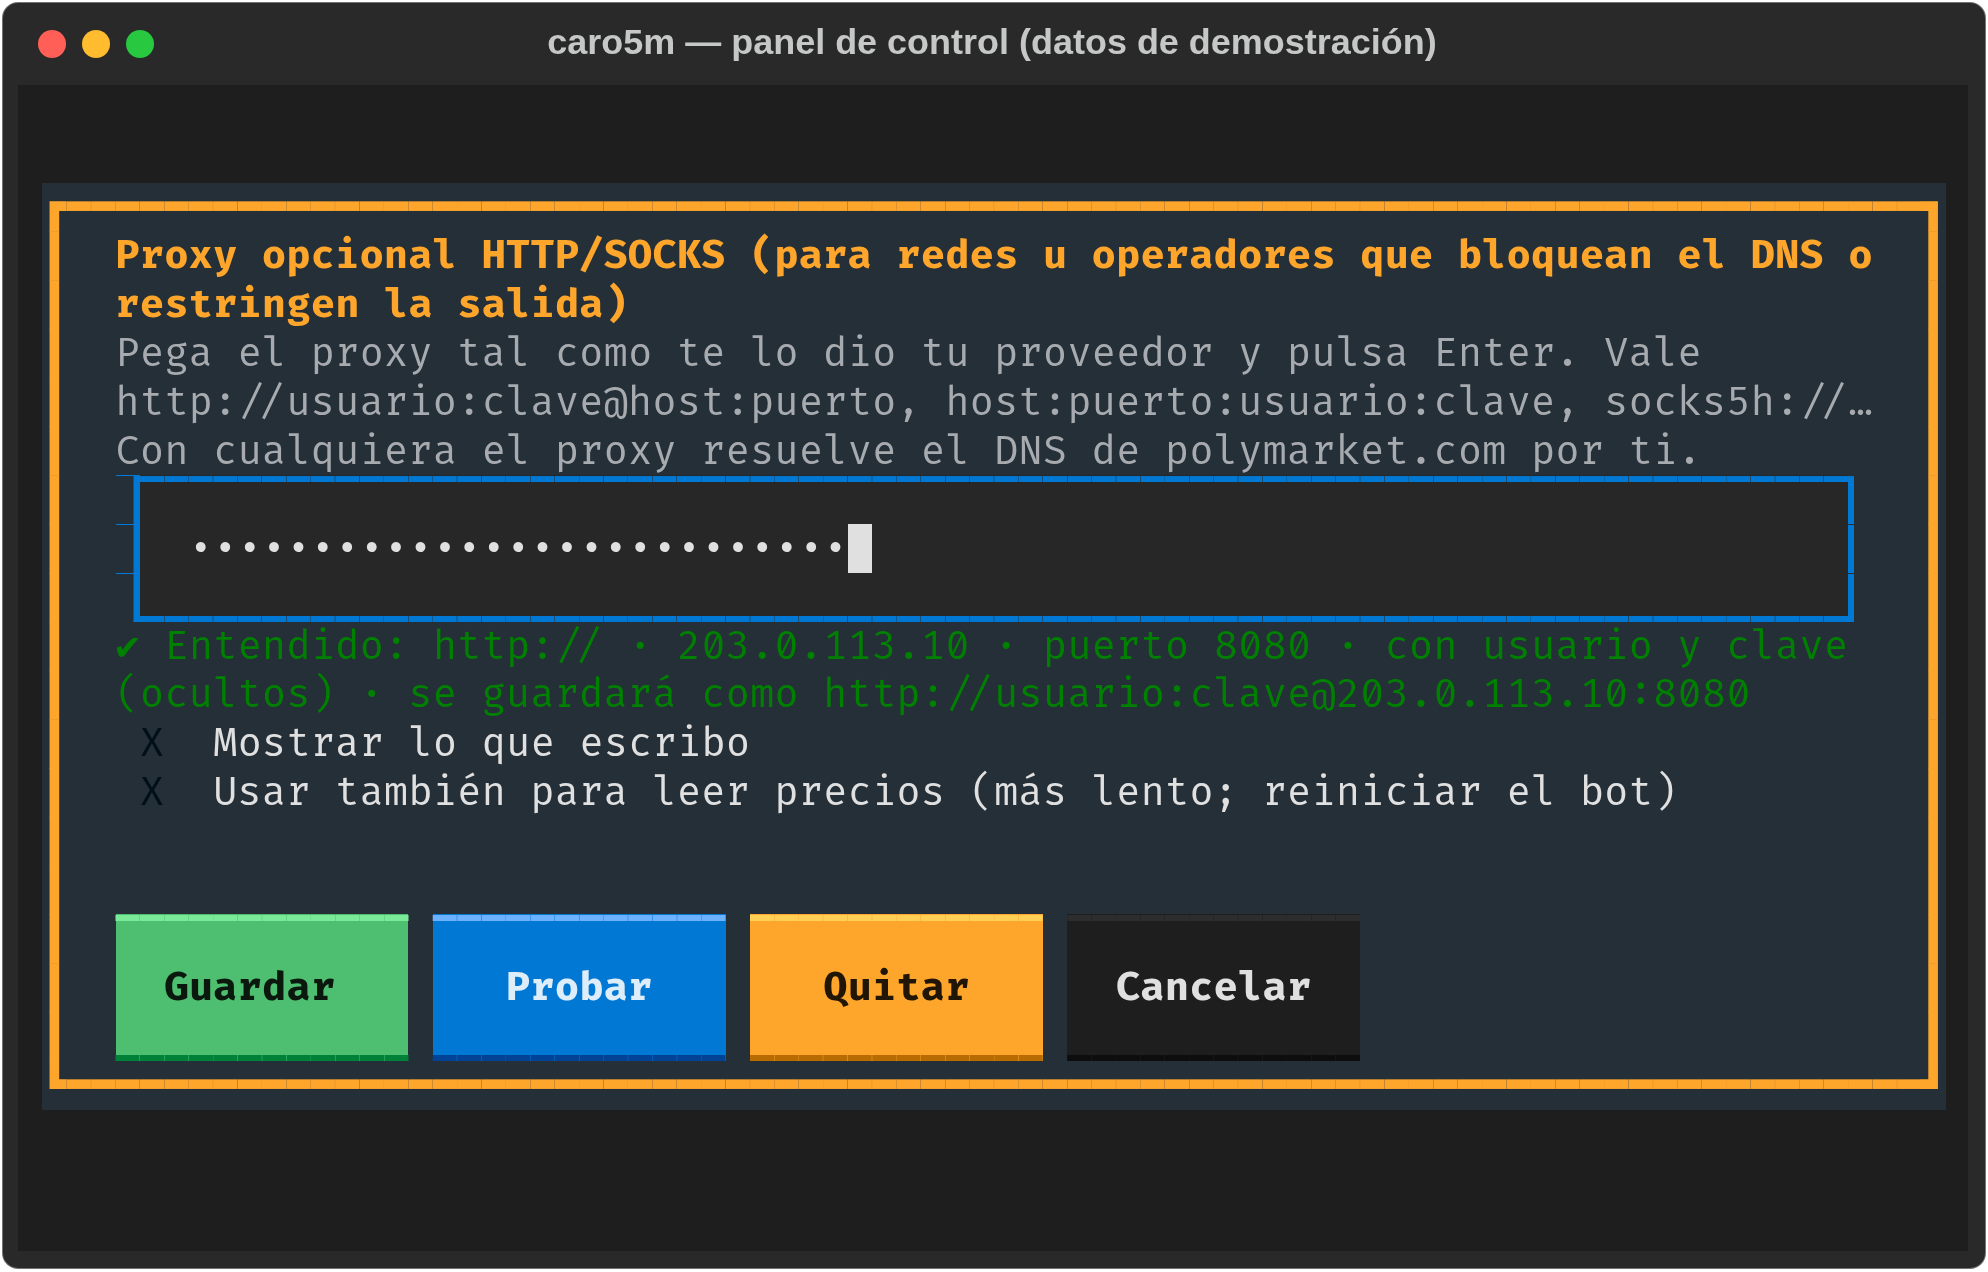 caro5m — panel de control (datos de demostración)
Proxy opcional HTTP/SOCKS (para redes u operadores que bloquean el DNS o
restringen la salida)
Pega el proxy tal como te lo dio tu proveedor y pulsa Enter. Vale
http://usuario:clave@host:puerto, host:puerto:usuario:clave, socks5h://…
Con cualquiera el proxy resuelve el DNS de polymarket.com por ti.
•••••••••••••••••••••••••••
✔ Entendido: http:// · 203.0.113.10 · puerto 8080 · con usuario y clave
(ocultos) · se guardará como http://usuario:clave@203.0.113.10:8080
X Mostrar lo que escribo
X Usar también para leer precios (más lento; reiniciar el bot)
Guardar Probar Quitar Cancelar